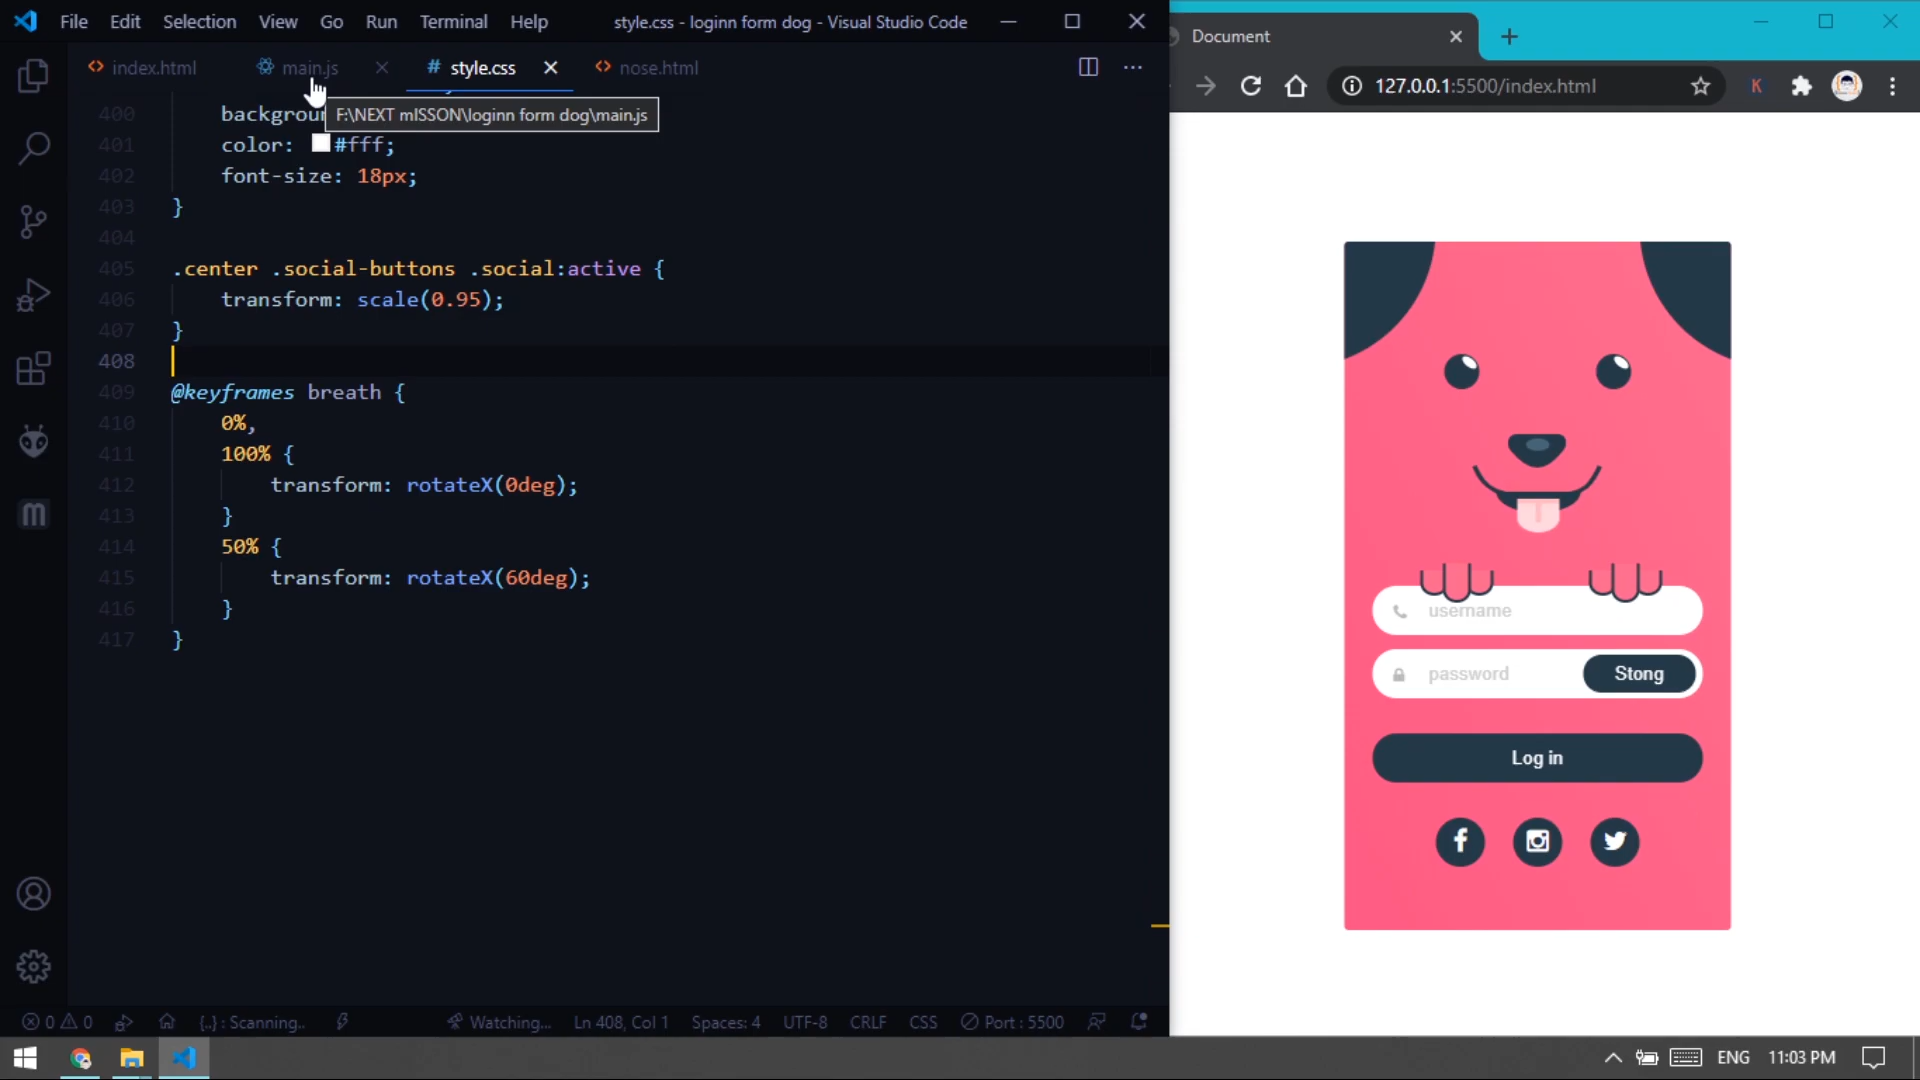 File Edit Selection View Go Run Terminal Help style.css - loginn form dog - Visual Studio Code
index.html main.js style.css nose.html
F:\NEXT mISSON\loginn form dog\main.js
400 backgroun
401 color: #fff;
402 font-size: 18px;
403 }
404
405 .center .social-buttons .social:active {
406 transform: scale(0.95);
407 }
408
409 @keyframes breath {
410 0%,
411 100% {
412 transform: rotateX(0deg);
413 }
414 50% {
415 transform: rotateX(60deg);
416 }
417 }
0 0 {..} : Scanning.. Watching... Ln 408, Col 1 Spaces: 4 UTF-8 CRLF CSS Port : 5500
Document
127.0.0.1:5500/index.html
K
username
password
Stong
Log in
ENG 11:03 PM